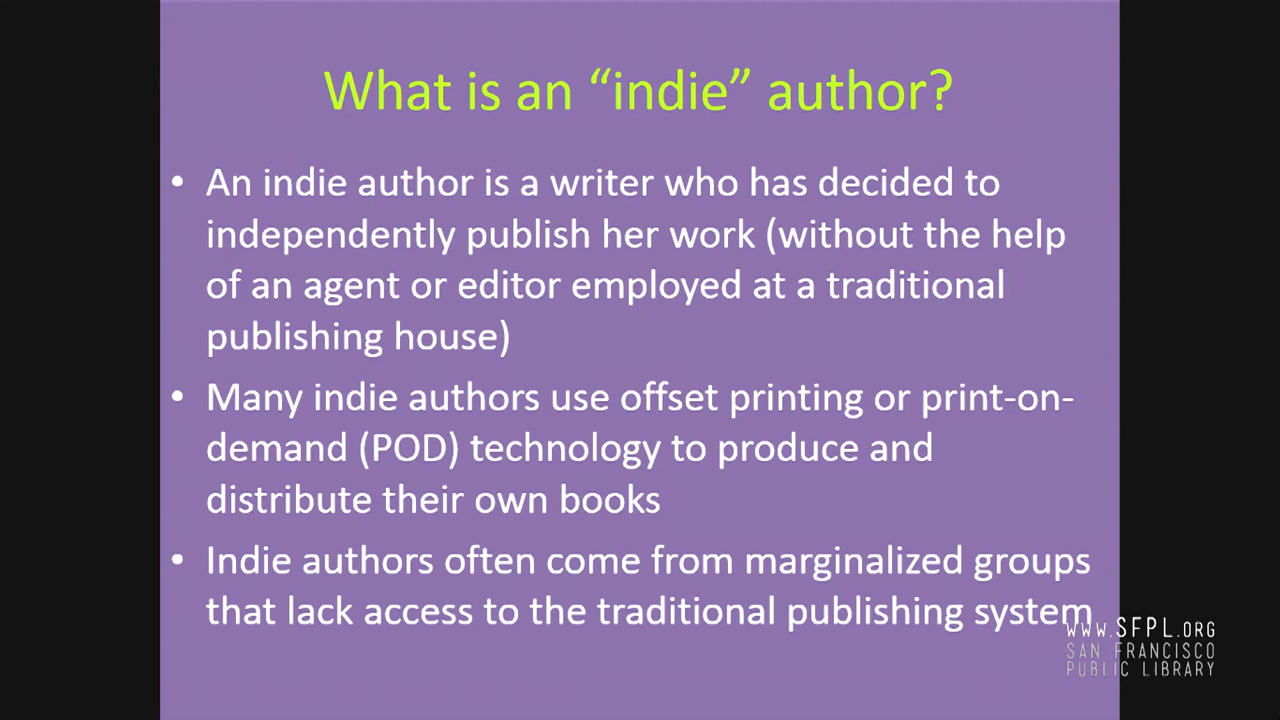 What is an “indie” author?
• An indie author is a writer who has decided to
independently publish her work (without the help
of an agent or editor employed at a traditional
publishing house)
• Many indie authors use offset printing or print-on-
demand (POD) technology to produce and
distribute their own books
• Indie authors often come from marginalized groups
that lack access to the traditional publishing system
www.SFPL.ORG
SAN FRANCISCO
PUBLIC LIBRARY